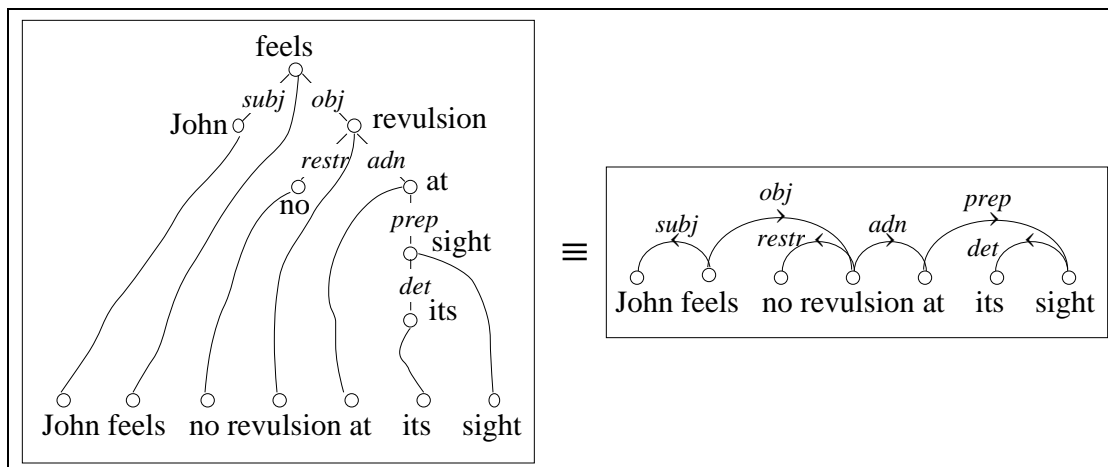 feels
subj obj
John revulsion
restr adn
no at
prep
sight
det
its
John feels no revulsion at its sight
≡
obj prep
subj restr adn det
John feels no revulsion at its sight